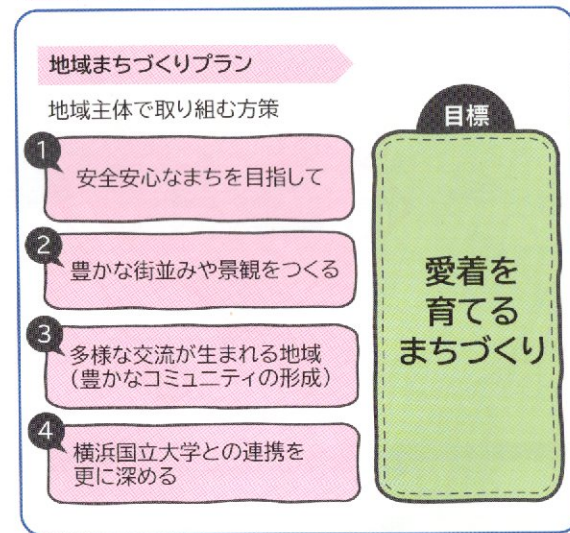 地域まちづくりプラン
地域主体で取り組む方策
1
安全安心なまちを目指して
2
豊かな街並みや景観をつくる
3
多様な交流が生まれる地域
（豊かなコミュニティの形成）
4
横浜国立大学との連携を
更に深める
目標
愛着を
育てる
まちづくり